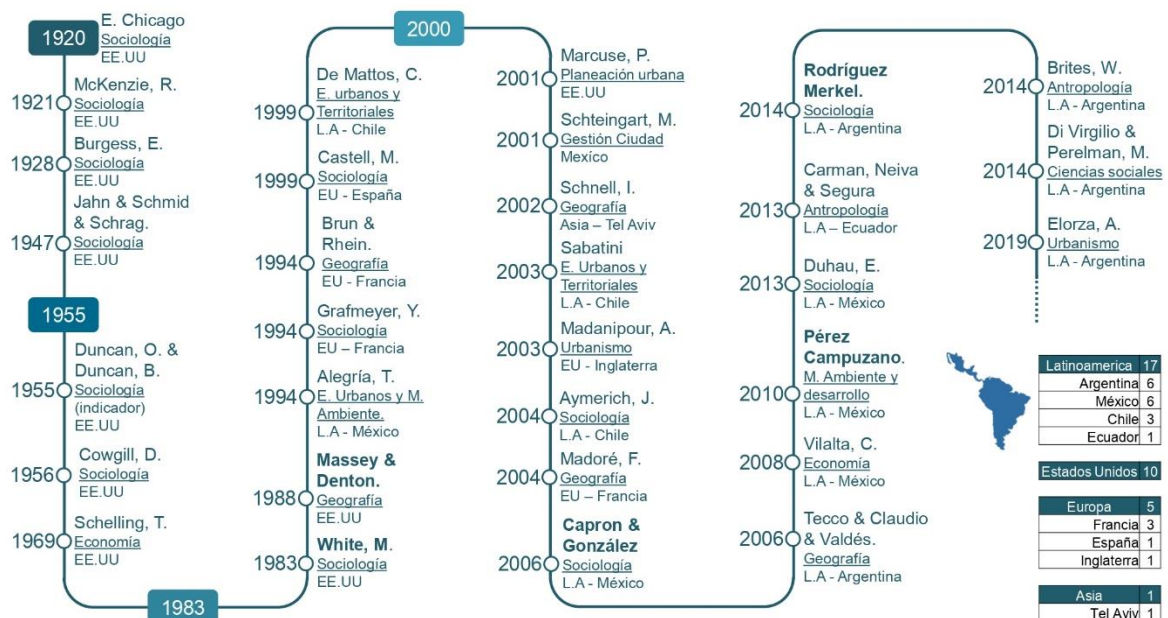 1920
E. Chicago
Sociología
EE.UU
1921
McKenzie, R.
Sociología
EE.UU
1928
Burgess, E.
Sociología
EE.UU
1947
Jahn & Schmid
& Schrag.
Sociología
EE.UU
1955
1955
Duncan, O. &
Duncan, B.
Sociología
(indicador)
EE.UU
1956
Cowgill, D.
Sociología
EE.UU
1969
Schelling, T.
Economía
EE.UU
1983
1983
White, M.
Sociología
EE.UU
1988
Massey &
Denton.
Geografía
EE.UU
1994
Alegría, T.
E. Urbanos y M.
Ambiente.
L.A - México
1994
Grafmeyer, Y.
Sociología
EU – Francia
1994
Brun &
Rhein.
Geografía
EU - Francia
1999
Castell, M.
Sociología
EU - España
1999
De Mattos, C.
E. urbanos y
Territoriales
L.A - Chile
2000
2001
Marcuse, P.
Planeación urbana
EE.UU
2001
Schteingart, M.
Gestión Ciudad
Mexíco
2002
Schnell, I.
Geografía
Asia – Tel Aviv
2003
Sabatini
E. Urbanos y
Territoriales
L.A - Chile
2003
Madanipour, A.
Urbanismo
EU - Inglaterra
2004
Aymerich, J.
Sociología
L.A - Chile
2004
Madoré, F.
Geografía
EU – Francia
2006
Capron &
González
Sociología
L.A - México
2006
Tecco & Claudio
& Valdés.
Geografía
L.A - Argentina
2008
Vilalta, C.
Economía
L.A - México
2010
Pérez
Campuzano.
M. Ambiente y
desarrollo
L.A - México
2013
Duhau, E.
Sociología
L.A - México
2013
Carman, Neiva
& Segura
Antropología
L.A – Ecuador
2014
Rodríguez
Merkel.
Sociología
L.A - Argentina
2014
Brites, W.
Antropología
L.A - Argentina
2014
Di Virgilio &
Perelman, M.
Ciencias sociales
L.A - Argentina
2019
Elorza, A.
Urbanismo
L.A - Argentina
Latinoamerica 17
Argentina 6
México 6
Chile 3
Ecuador 1
Estados Unidos 10
Europa 5
Francia 3
España 1
Inglaterra 1
Asia 1
Tel Aviv 1